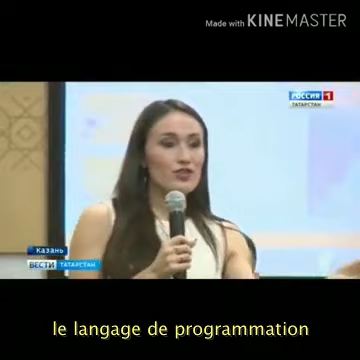 Made with KINEMASTER
РОССИЯ 1
ТАТАРСТАН
Казань
ВЕСТИ ТАТАРСТАН
le langage de programmation